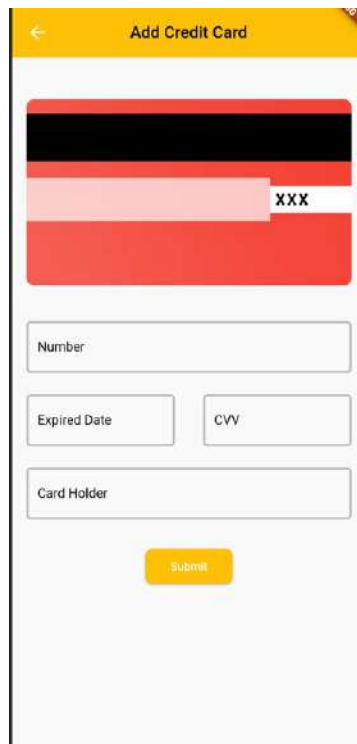 Add Credit Card
XXX
Number
Expired Date
CVV
Card Holder
Submit